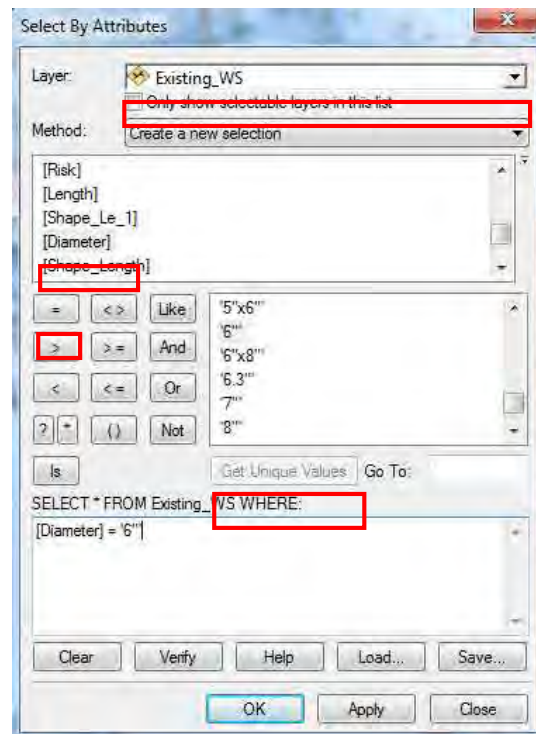 Select By Attributes
Layer: Existing_WS
Only show selectable layers in this list
Method: Create a new selection
[Risk]
[Length]
[Shape_Le_1]
[Diameter]
[Shape_Length]
= <> Like
> >= And
< <= Or
? * () Not
Is
'5"x6"'
'6"'
'6"x8"'
'6.3"'
'7"'
'8"'
Get Unique Values Go To:
SELECT * FROM Existing_WS WHERE:
[Diameter] = '6"'
Clear Verify Help Load... Save...
OK Apply Close